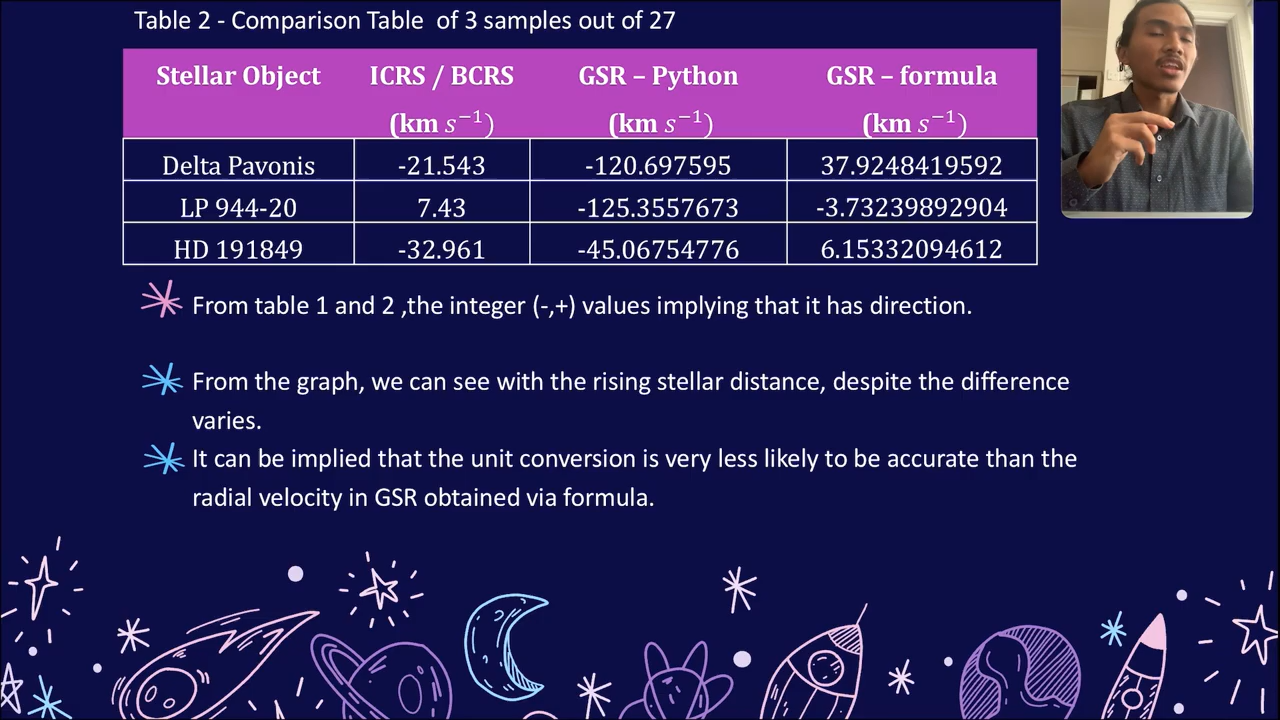 Table 2 - Comparison Table  of 3 samples out of 27
Stellar Object ICRS / BCRS GSR – Python GSR – formula
(km s⁻¹) (km s⁻¹) (km s⁻¹)
Delta Pavonis -21.543 -120.697595 37.9248419592
LP 944-20 7.43 -125.3557673 -3.73239892904
HD 191849 -32.961 -45.06754776 6.15332094612
From table 1 and 2 ,the integer (-,+) values implying that it has direction.
From the graph, we can see with the rising stellar distance, despite the difference
varies.
It can be implied that the unit conversion is very less likely to be accurate than the
radial velocity in GSR obtained via formula.